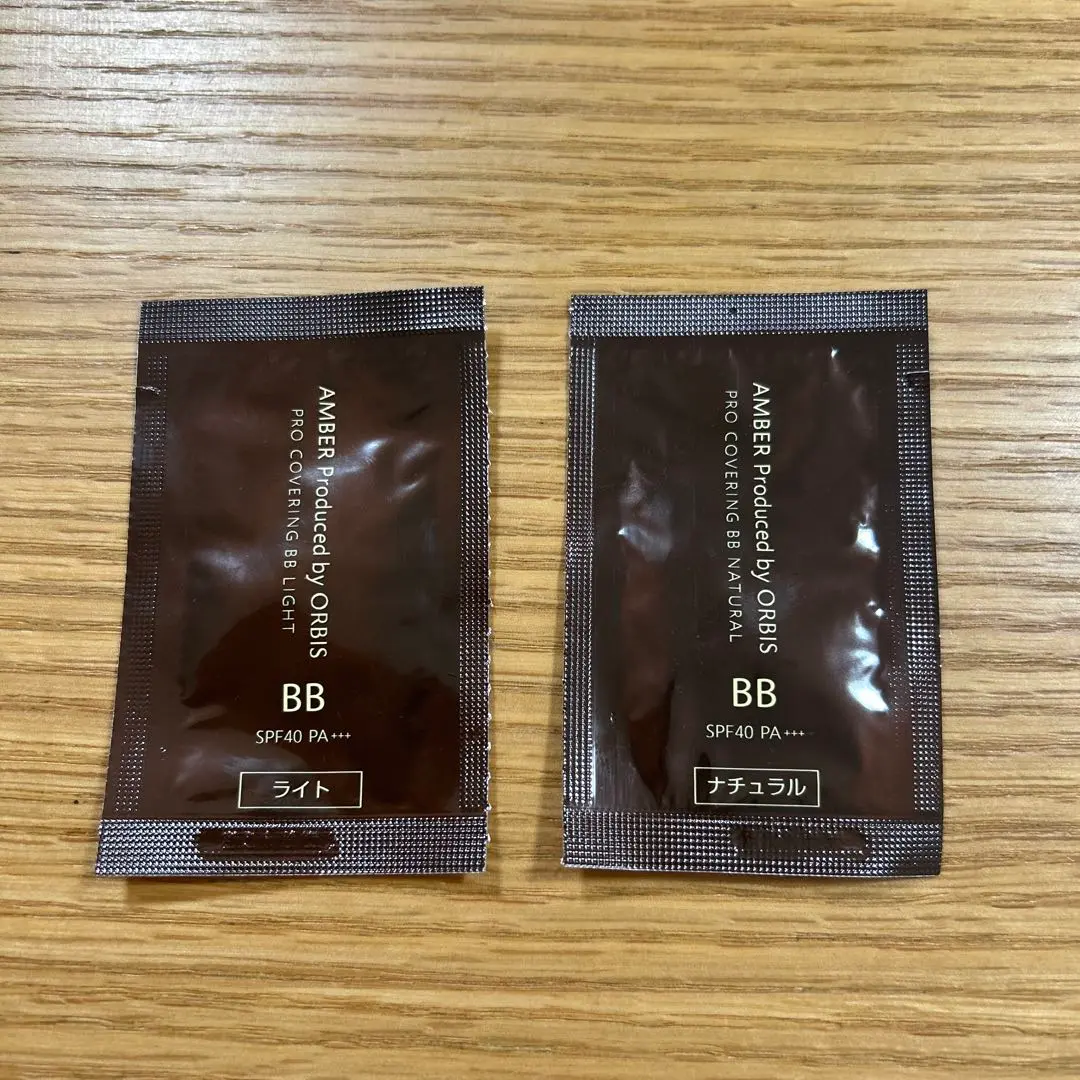 AMBER Produced by ORBIS
PRO COVERING BB LIGHT
BB
SPF40 PA+++
ライト
AMBER Produced by ORBIS
PRO COVERING BB NATURAL
BB
SPF40 PA+++
ナチュラル